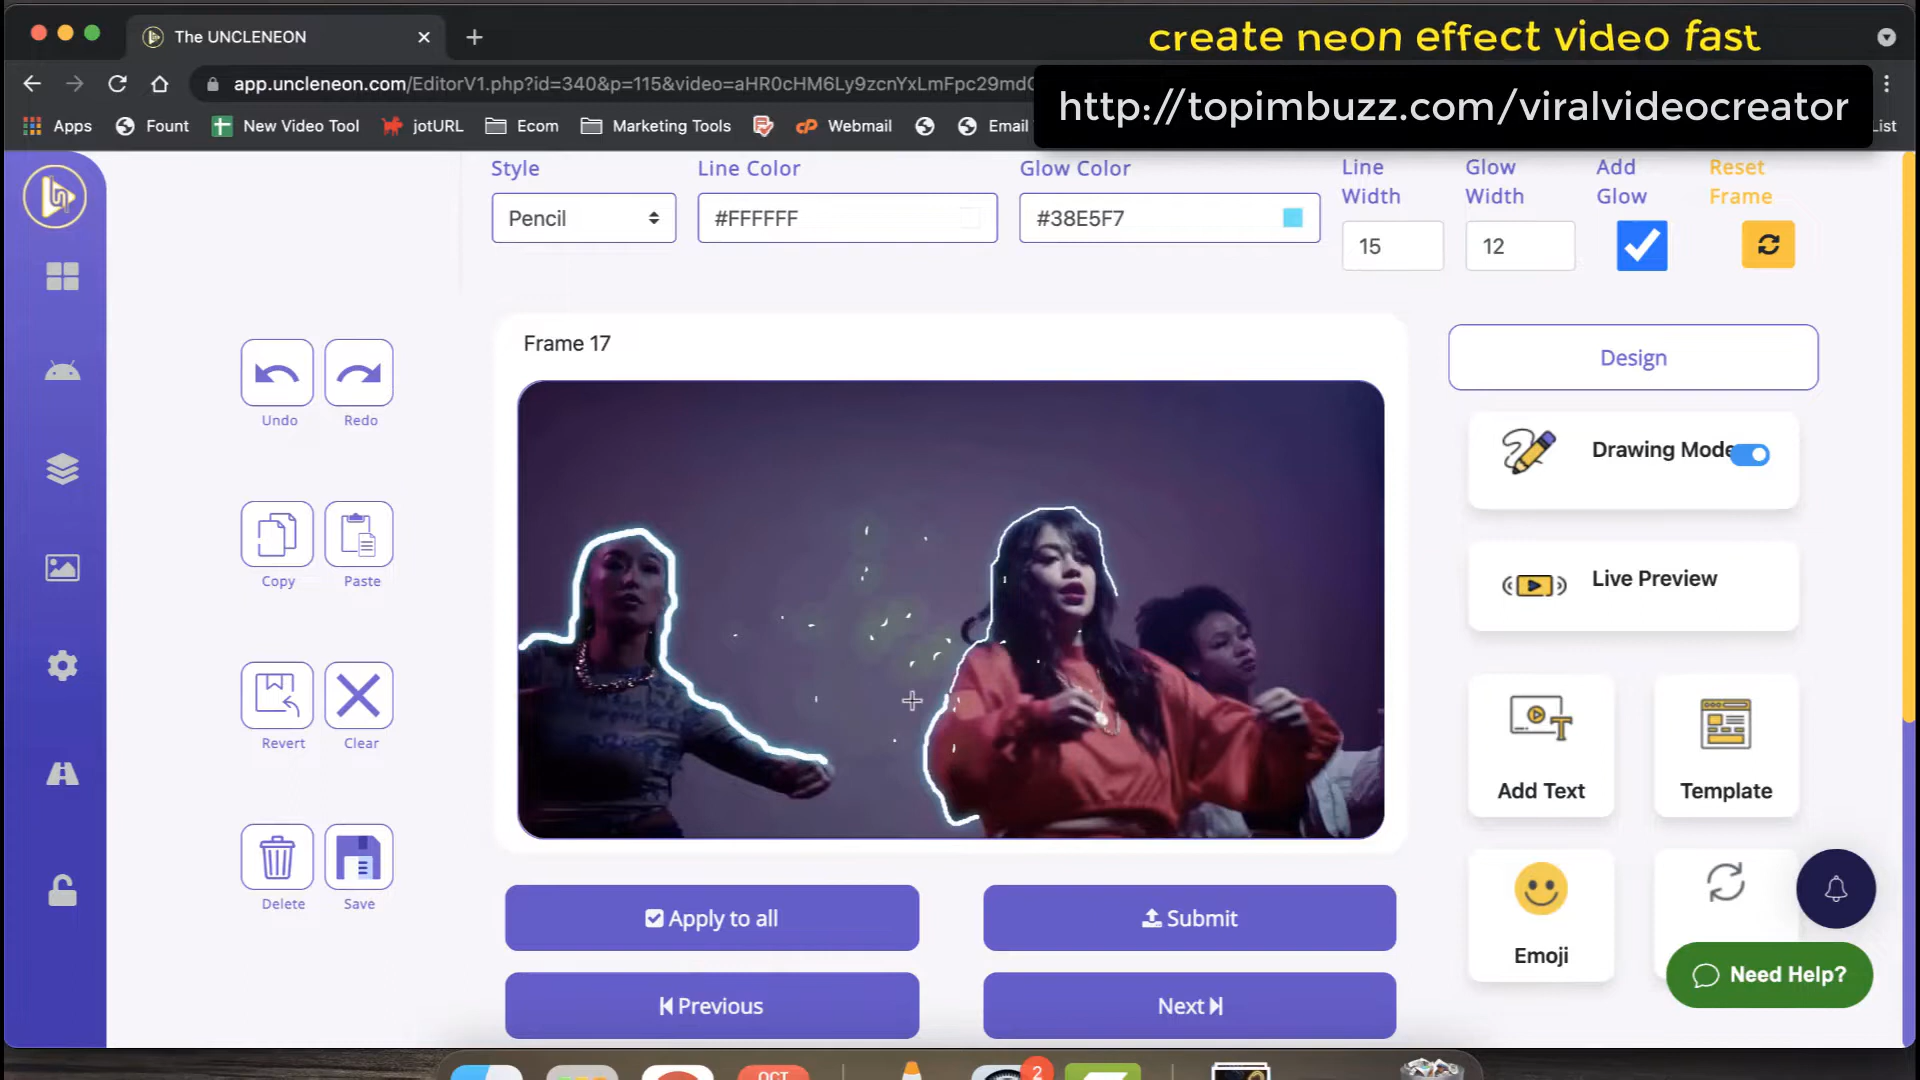 create neon effect video fast
The UNCLENEON
app.uncleneon.com/EditorV1.php?id=340&p=115&video=aHR0cHM6Ly9zcnYxLmFpc29mdC
http://topimbuzz.com/viralvideocreator
Apps
Fount
New Video Tool
jotURL
Ecom
Marketing Tools
Webmail
Email
List
Style
Line Color
Glow Color
Line Width
Glow Width
Add Glow
Reset Frame
Pencil
#FFFFFF
#38E5F7
15
12
Frame 17
Design
Undo
Redo
Drawing Mode
Copy
Paste
Live Preview
Revert
Clear
Add Text
Template
Delete
Save
Emoji
Apply to all
Submit
Need Help?
Previous
Next
OCT
2